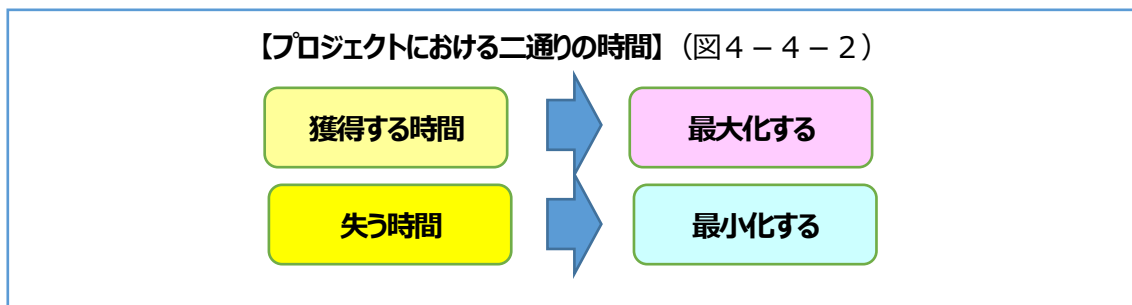 【プロジェクトにおける二通りの時間】（図４－４－２）
獲得する時間
最大化する
失う時間
最小化する